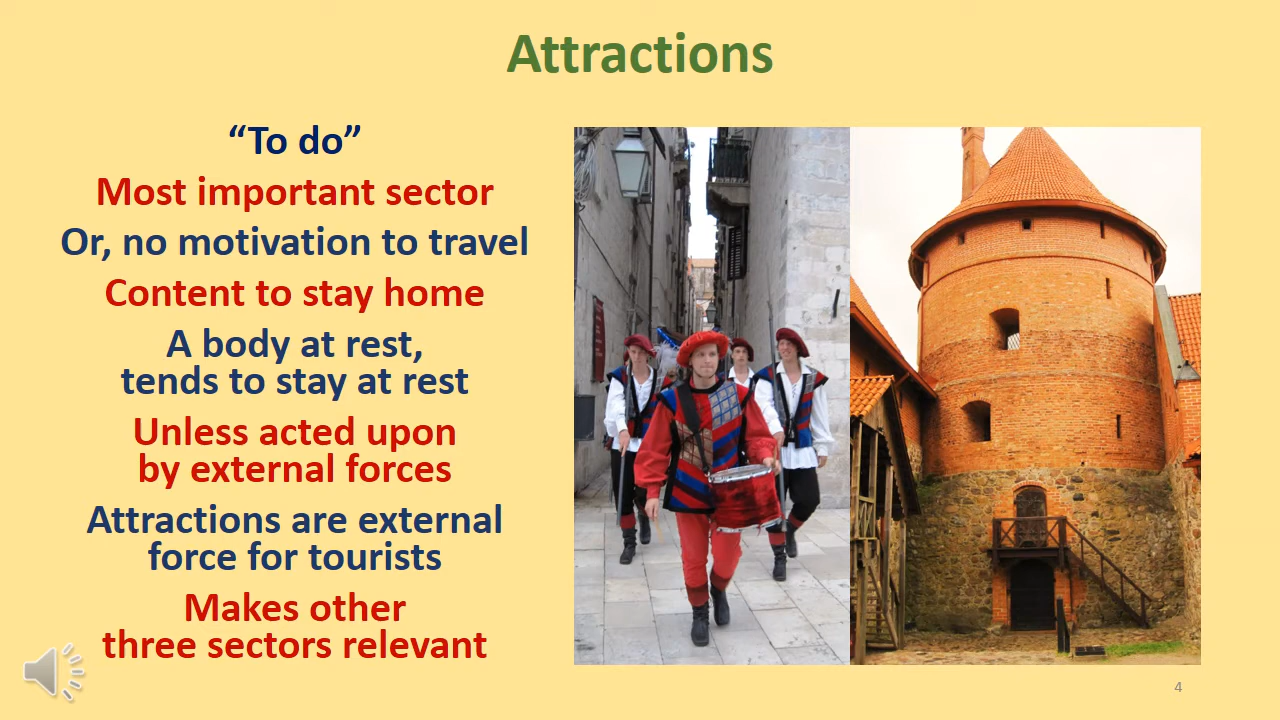 Attractions
“To do”
Most important sector
Or, no motivation to travel
Content to stay home
A body at rest,
tends to stay at rest
Unless acted upon
by external forces
Attractions are external
force for tourists
Makes other
three sectors relevant
4